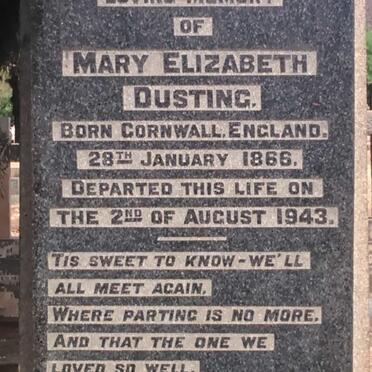 LOVING MEMORY
OF
MARY ELIZABETH
DUSTING.
BORN CORNWALL, ENGLAND.
28TH JANUARY 1866.
DEPARTED THIS LIFE ON
THE 2ND OF AUGUST 1943.
TIS SWEET TO KNOW-WE'LL
ALL MEET AGAIN.
WHERE PARTING IS NO MORE.
AND THAT THE ONE WE
LOVED SO WELL.